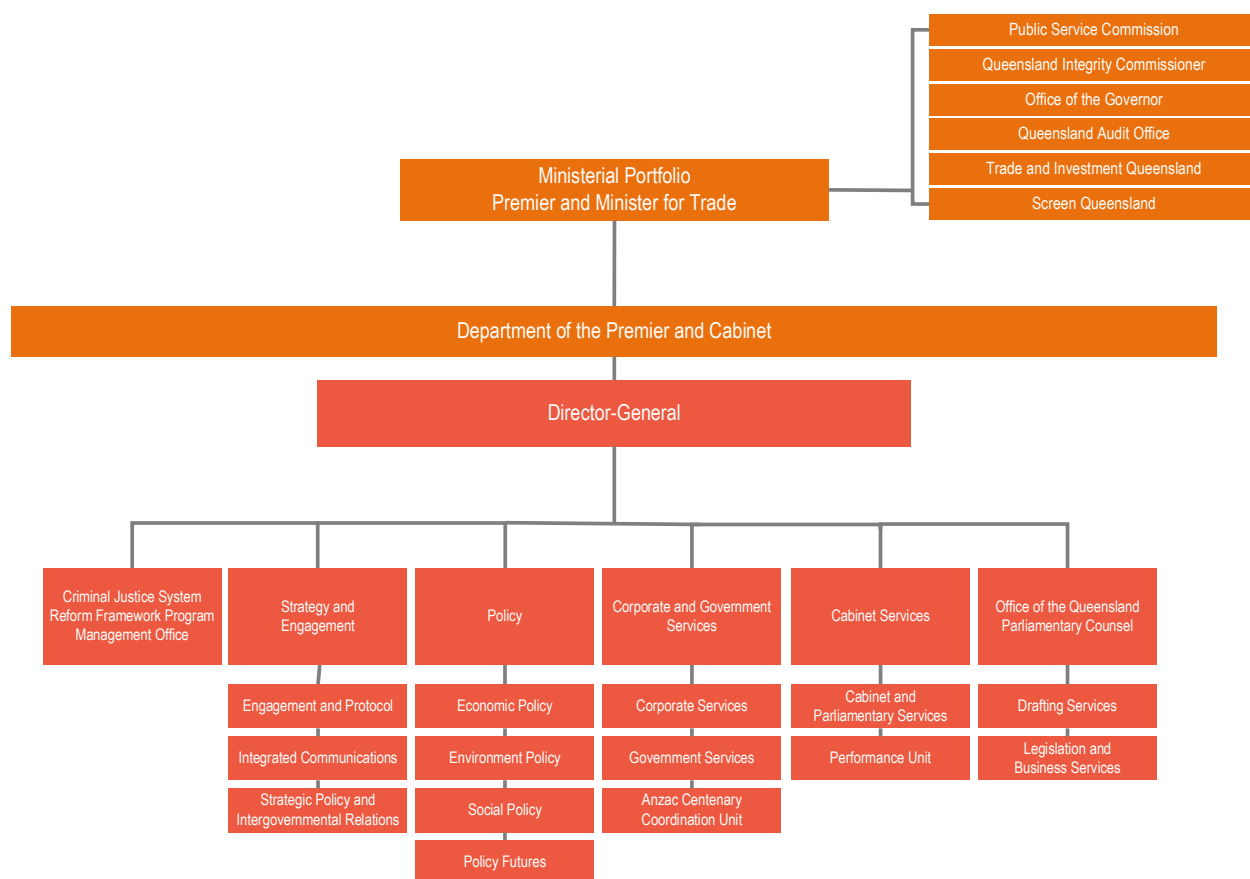 Public Service Commission
Queensland Integrity Commissioner
Office of the Governor
Queensland Audit Office
Trade and Investment Queensland
Screen Queensland
Ministerial Portfolio
Premier and Minister for Trade
Department of the Premier and Cabinet
Director-General
Criminal Justice System
Reform Framework Program
Management Office
Strategy and
Engagement
Policy
Corporate and Government
Services
Cabinet Services
Office of the Queensland
Parliamentary Counsel
Engagement and Protocol
Economic Policy
Corporate Services
Cabinet and
Parliamentary Services
Drafting Services
Integrated Communications
Environment Policy
Government Services
Performance Unit
Legislation and
Business Services
Strategic Policy and
Intergovernmental Relations
Social Policy
Anzac Centenary
Coordination Unit
Policy Futures